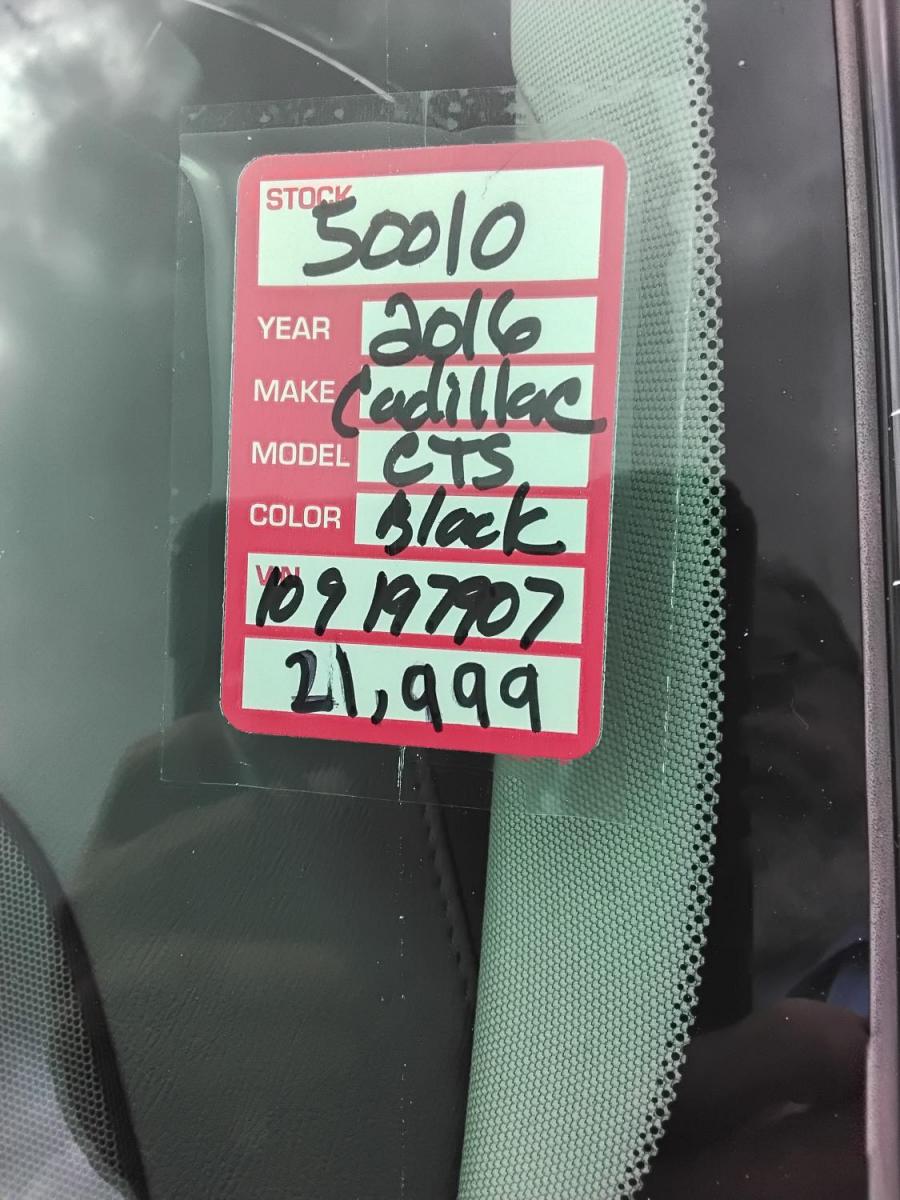 STOCK
50010
YEAR 2016
MAKE Cadillac
MODEL CTS
COLOR Black
VIN
109197907
21,999